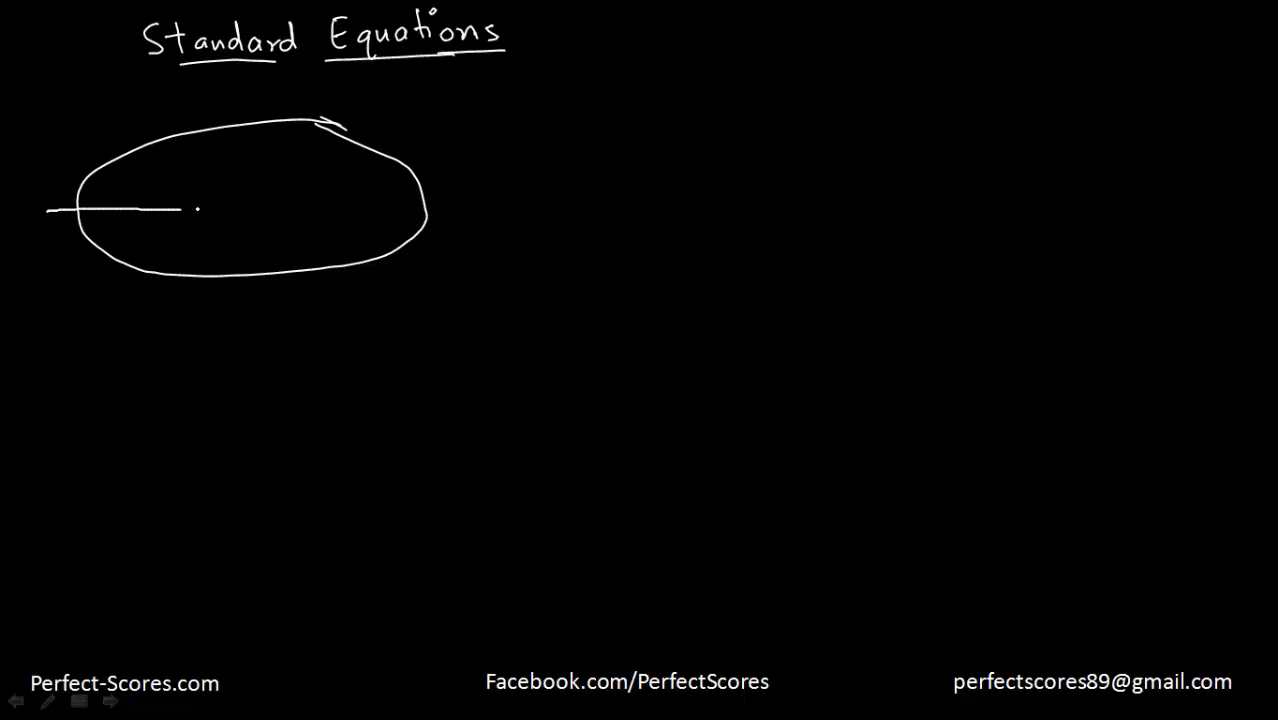 Standard Equations
Perfect-Scores.com
Facebook.com/PerfectScores
perfectscores89@gmail.com